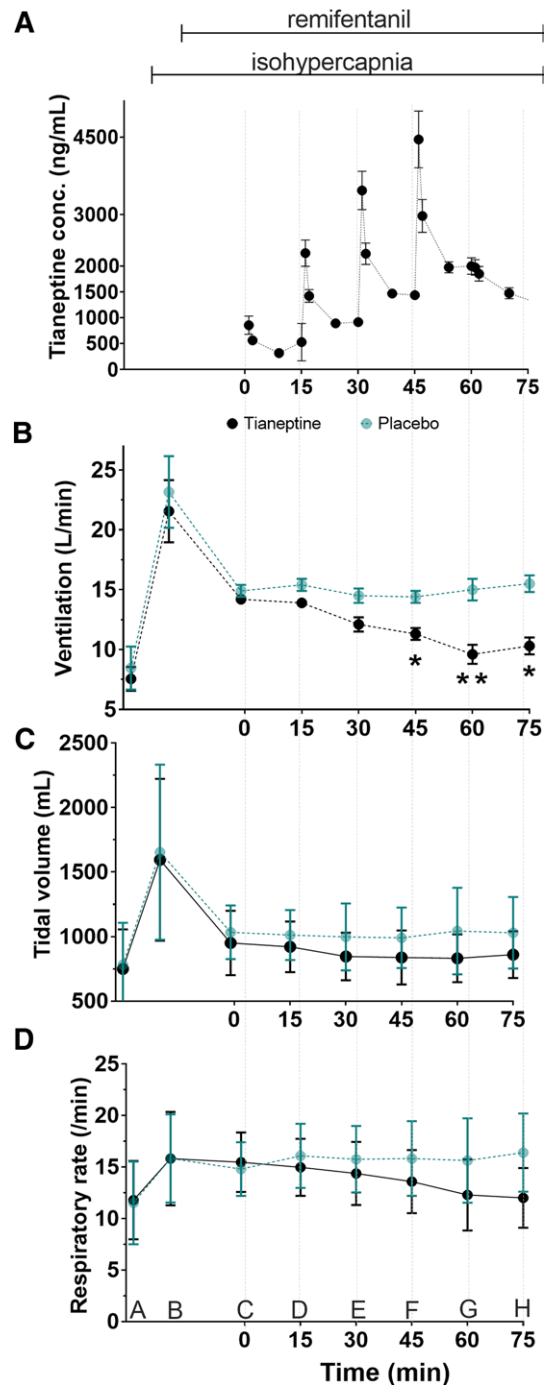 A
remifentanil
isohypercapnia
Tianeptine conc. (ng/mL)
4500
3000
2000
1500
1000
500
0
0 15 30 45 60 75
Tianeptine Placebo
B
Ventilation (L/min)
25
20
15
10
5
* ** *
0 15 30 45 60 75
C
Tidal volume (mL)
2500
2000
1500
1000
500
0 15 30 45 60 75
D
Respiratory rate (/min)
25
20
15
10
5
0
A B C D E F G H
0 15 30 45 60 75
Time (min)